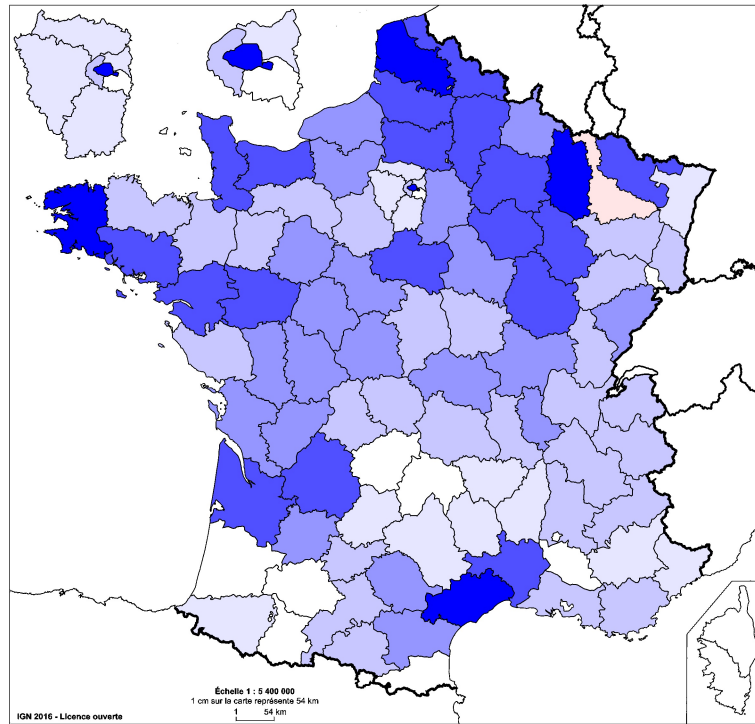 Échelle 1 : 5 400 000
1 cm sur la carte représente 54 km
1 54 km
IGN 2016 - Licence ouverte